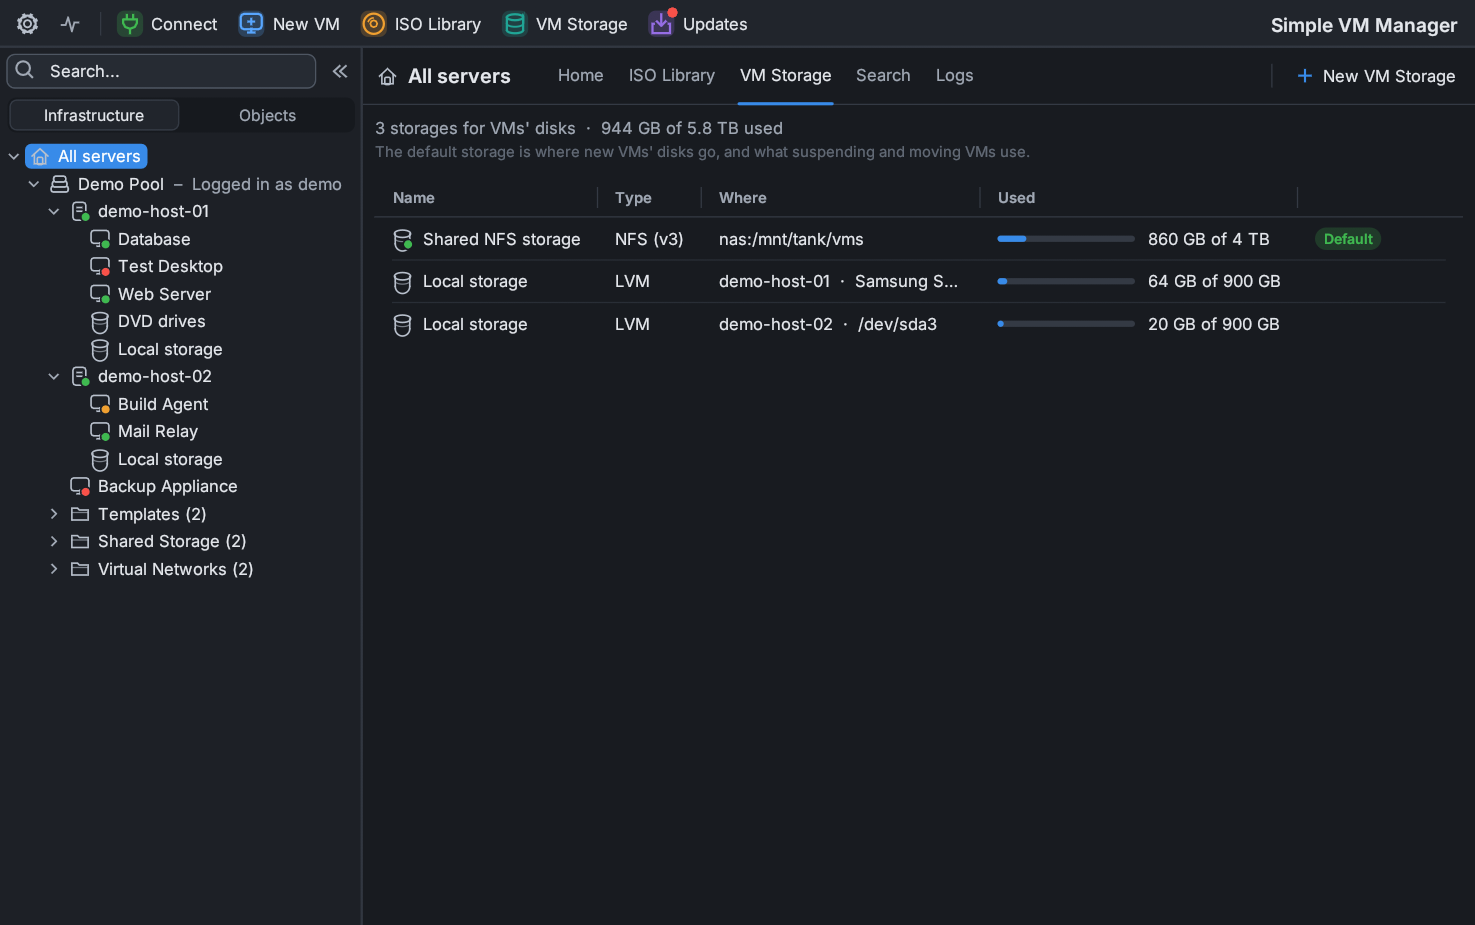 Connect New VM ISO Library VM Storage Updates Simple VM Manager
Search...
All servers Home ISO Library VM Storage Search Logs New VM Storage
Infrastructure Objects
All servers
Demo Pool – Logged in as demo
demo-host-01
Database
Test Desktop
Web Server
DVD drives
Local storage
demo-host-02
Build Agent
Mail Relay
Local storage
Backup Appliance
Templates (2)
Shared Storage (2)
Virtual Networks (2)
3 storages for VMs' disks · 944 GB of 5.8 TB used
The default storage is where new VMs' disks go, and what suspending and moving VMs use.
Name Type Where Used
Shared NFS storage NFS (v3) nas:/mnt/tank/vms 860 GB of 4 TB Default
Local storage LVM demo-host-01 · Samsung S... 64 GB of 900 GB
Local storage LVM demo-host-02 · /dev/sda3 20 GB of 900 GB